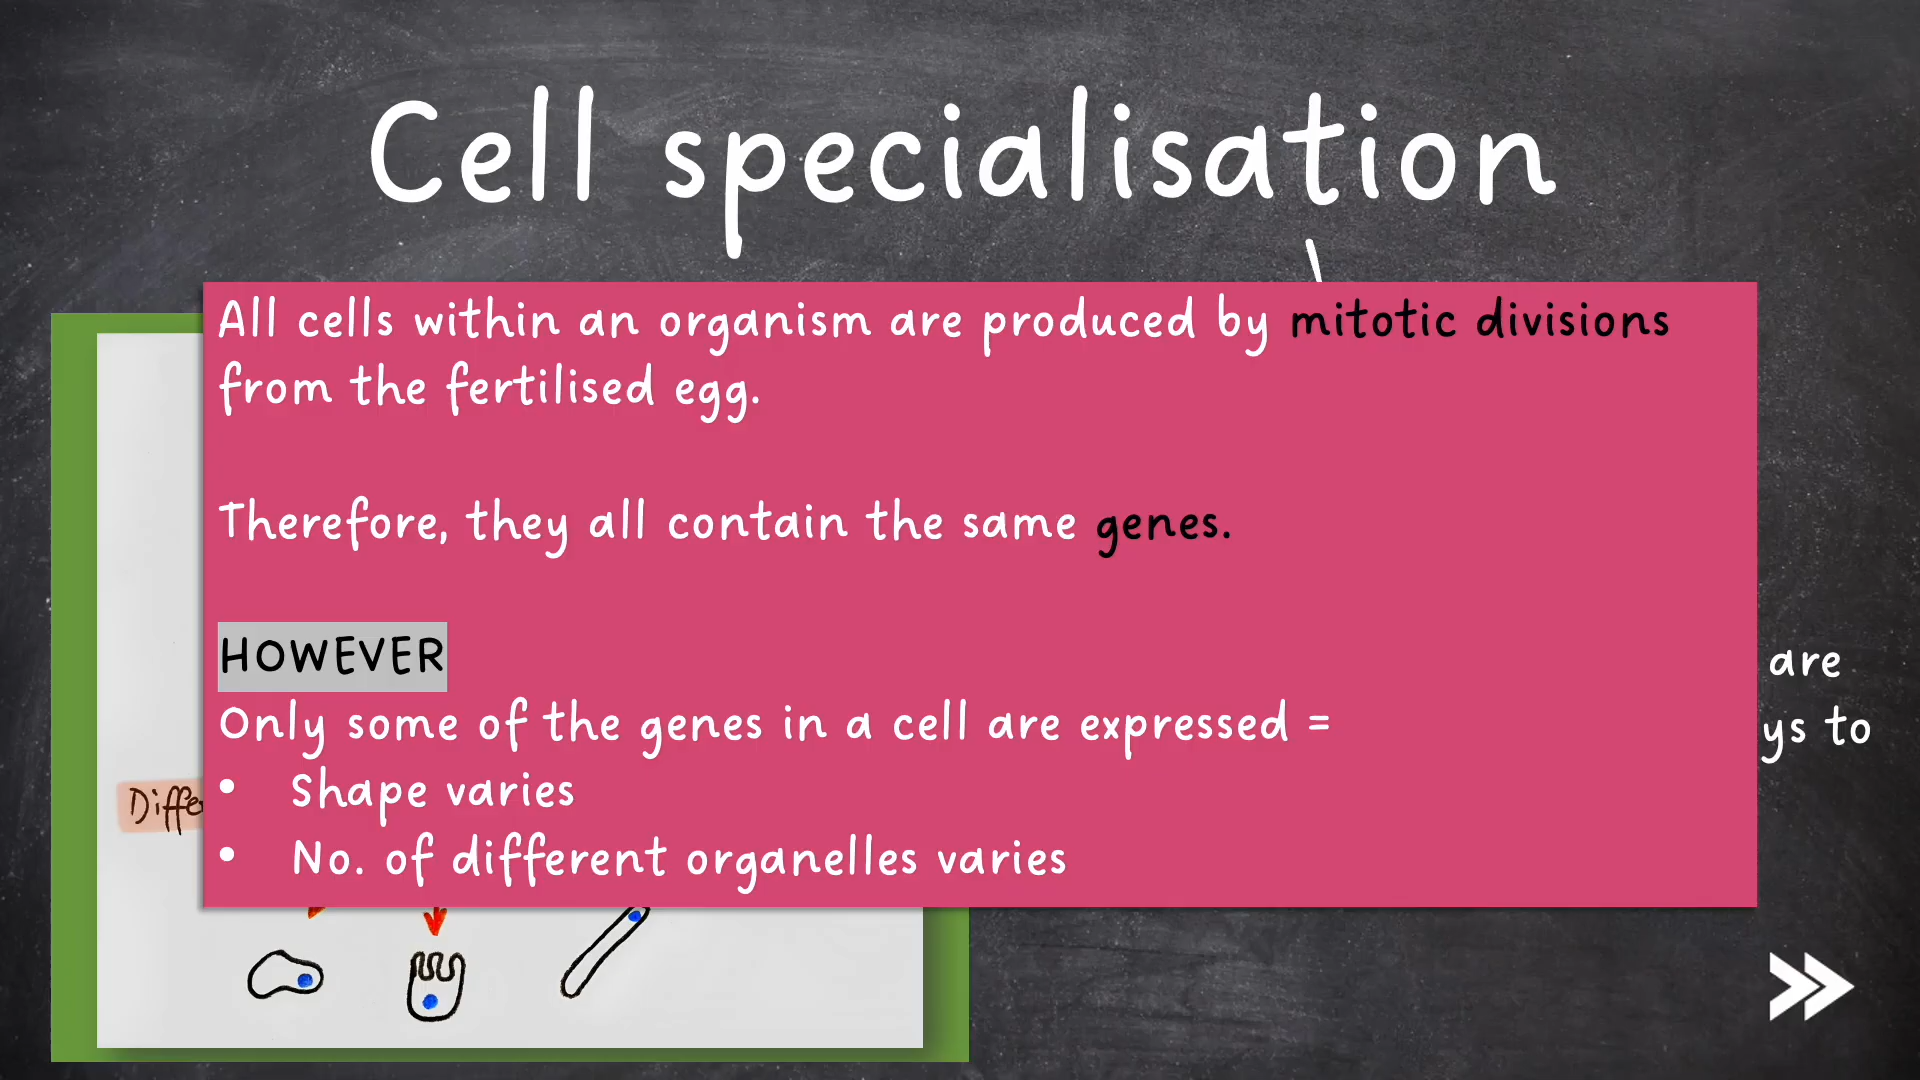 Cell specialisation
All cells within an organism are produced by mitotic divisions
from the fertilised egg.
Therefore, they all contain the same genes.
HOWEVER
Only some of the genes in a cell are expressed =
• Shape varies
• No. of different organelles varies
are
to